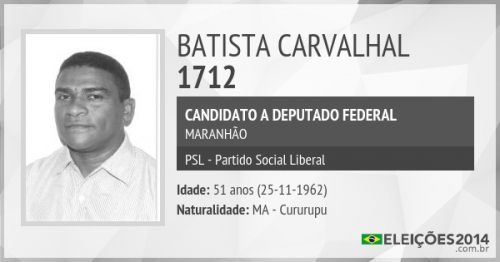 BATISTA CARVALHAL
1712
CANDIDATO A DEPUTADO FEDERAL
MARANHÃO
PSL - Partido Social Liberal
Idade: 51 anos (25-11-1962)
Naturalidade: MA - Cururupu
ELEIÇÕES2014
.com.br